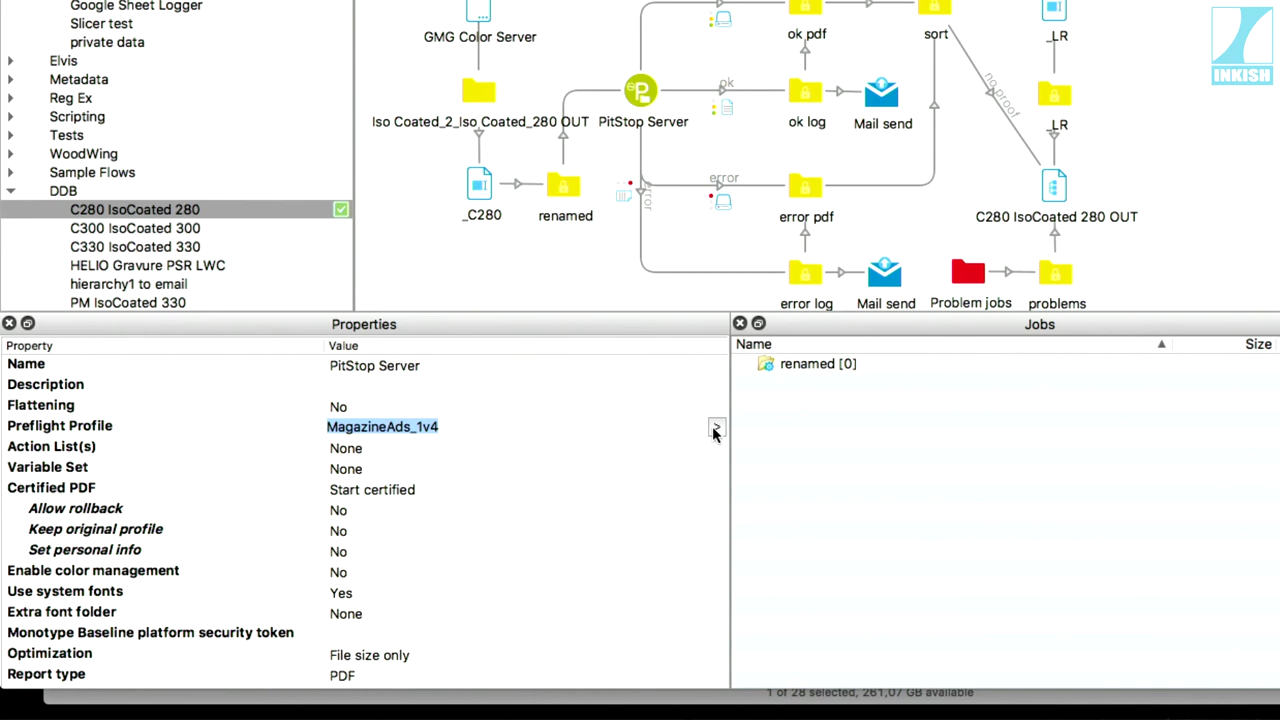 Google Sheet Logger
Slicer test
private data
Elvis
Metadata
Reg Ex
Scripting
Tests
WoodWing
Sample Flows
DDB
C280 IsoCoated 280
C300 IsoCoated 300
C330 IsoCoated 330
HELIO Gravure PSR LWC
hierarchy1 to email
PM IsoCoated 330
GMG Color Server
ok pdf
sort
_LR
INKISH
ok
no proof
Iso Coated_2_Iso Coated_280 OUT
PitStop Server
ok log
Mail send
_LR
error
error
_C280
renamed
error pdf
C280 IsoCoated 280 OUT
error log
Mail send
Problem jobs
problems
Properties
Property Value
Name PitStop Server
Description
Flattening No
Preflight Profile MagazineAds_1v4 >
Action List(s) None
Variable Set None
Certified PDF Start certified
Allow rollback No
Keep original profile No
Set personal info No
Enable color management No
Use system fonts Yes
Extra font folder None
Monotype Baseline platform security token
Optimization File size only
Report type PDF
Jobs
Name Size
renamed [0]
1 of 28 selected, 261,07 GB available